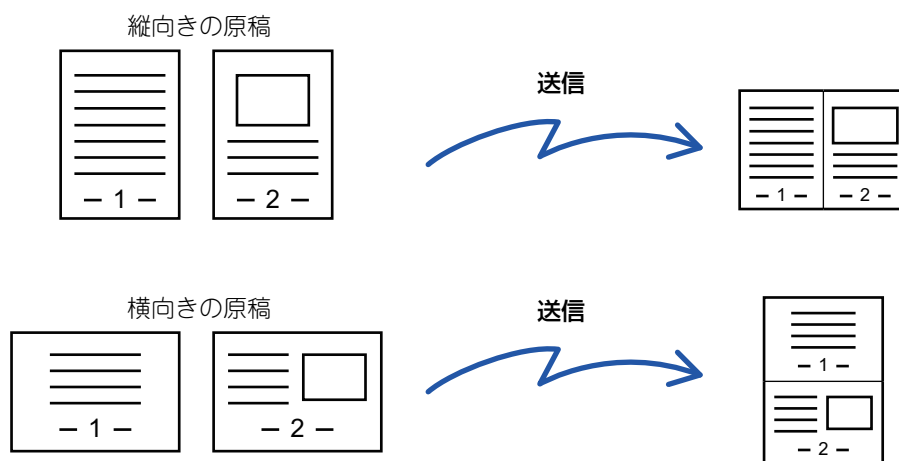 縦向きの原稿
送信
– 1 –
– 2 –
– 1 –
– 2 –
横向きの原稿
送信
– 1 –
– 2 –
– 1 –
– 2 –